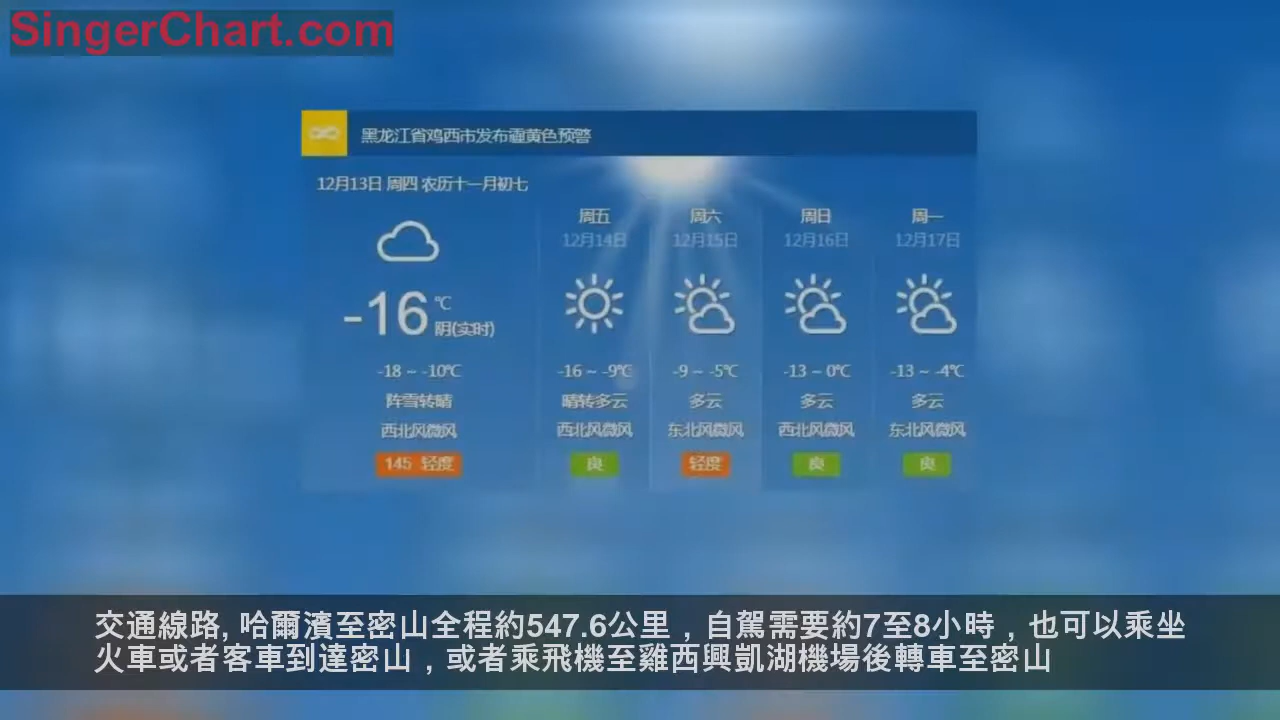 SingerChart.com
黑龙江省鸡西市发布霾黄色预警
12月13日 周四 农历十一月初七
周五 周六 周日 周一
12月14日 12月15日 12月16日 12月17日
-16 ℃
阴(实时)
-18 ~ -10℃ -16 ~ -9℃ -9 ~ -5℃ -13 ~ 0℃ -13 ~ -4℃
阵雪转晴 晴转多云 多云 多云 多云
西北风微风 西北风微风 东北风微风 西北风微风 东北风微风
145 轻度 良 轻度 良 良
交通線路, 哈爾濱至密山全程約547.6公里，自駕需要約7至8小時，也可以乘坐
火車或者客車到達密山，或者乘飛機至雞西興凱湖機場後轉車至密山